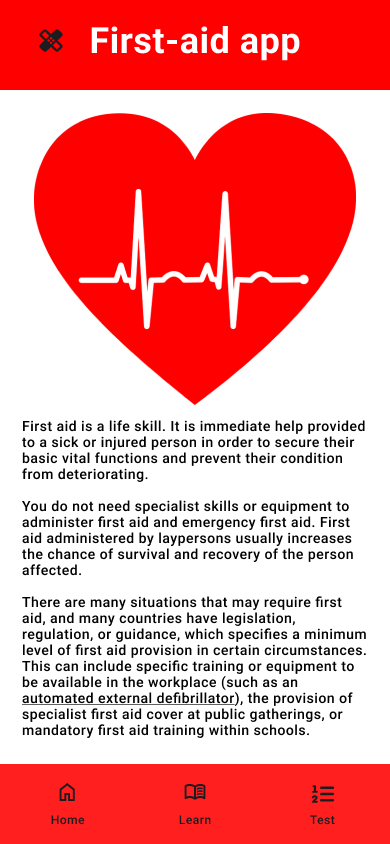 First-aid app
First aid is a life skill. It is immediate help provided
to a sick or injured person in order to secure their
basic vital functions and prevent their condition
from deteriorating.
You do not need specialist skills or equipment to
administer first aid and emergency first aid. First
aid administered by laypersons usually increases
the chance of survival and recovery of the person
affected.
There are many situations that may require first
aid, and many countries have legislation,
regulation, or guidance, which specifies a minimum
level of first aid provision in certain circumstances.
This can include specific training or equipment to
be available in the workplace (such as an
automated external defibrillator), the provision of
specialist first aid cover at public gatherings, or
mandatory first aid training within schools.
Home Learn Test